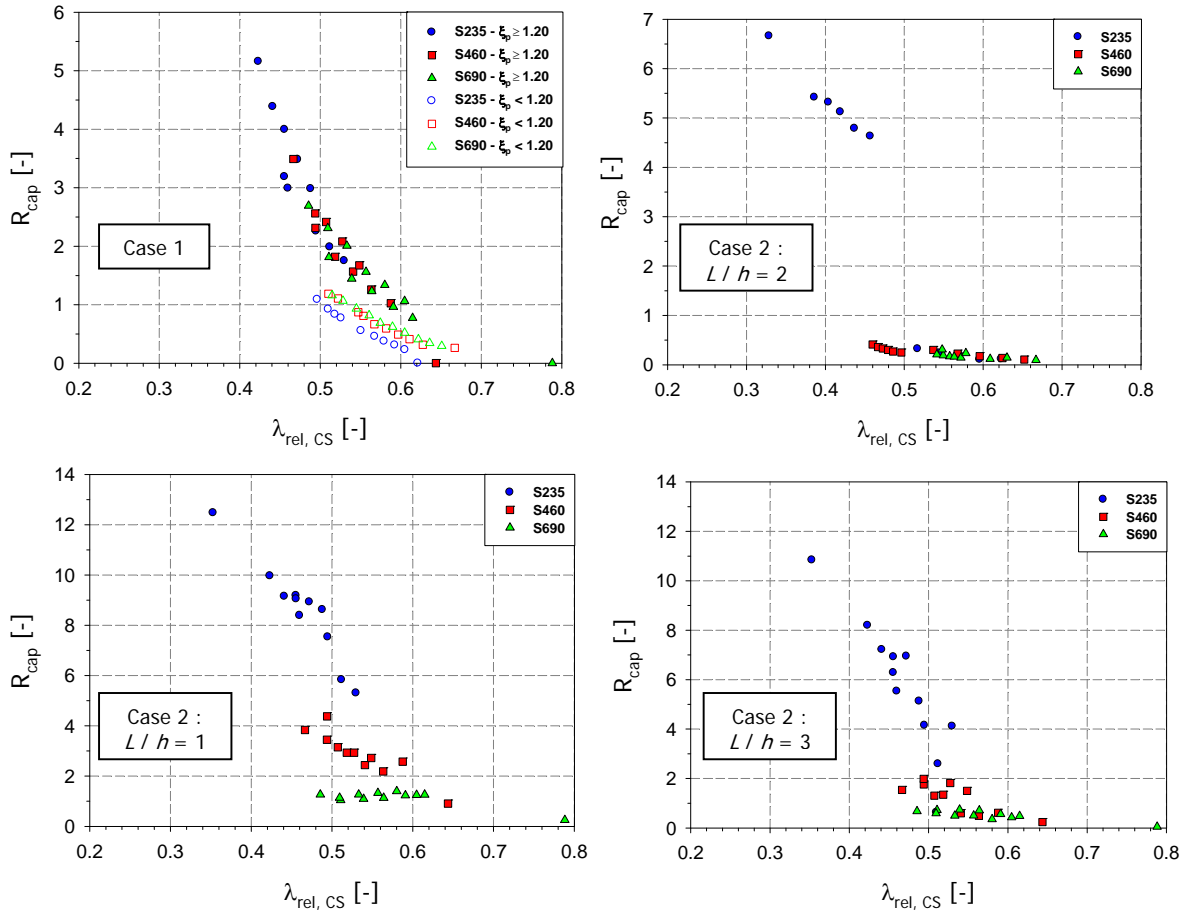 S235 - ξp ≥ 1.20
S460 - ξp ≥ 1.20
S690 - ξp ≥ 1.20
S235 - ξp < 1.20
S460 - ξp < 1.20
S690 - ξp < 1.20
Case 1
Rcap [-]
6
5
4
3
2
1
0
0.2 0.3 0.4 0.5 0.6 0.7 0.8
λrel, CS [-]
S235
S460
S690
Case 2 :
L / h = 2
Rcap [-]
7
6
5
4
3
2
1
0
0.2 0.3 0.4 0.5 0.6 0.7 0.8
λrel, CS [-]
S235
S460
S690
Case 2 :
L / h = 1
Rcap [-]
14
12
10
8
6
4
2
0
0.2 0.3 0.4 0.5 0.6 0.7 0.8
λrel, CS [-]
S235
S460
S690
Case 2 :
L / h = 3
Rcap [-]
14
12
10
8
6
4
2
0
0.2 0.3 0.4 0.5 0.6 0.7 0.8
λrel, CS [-]